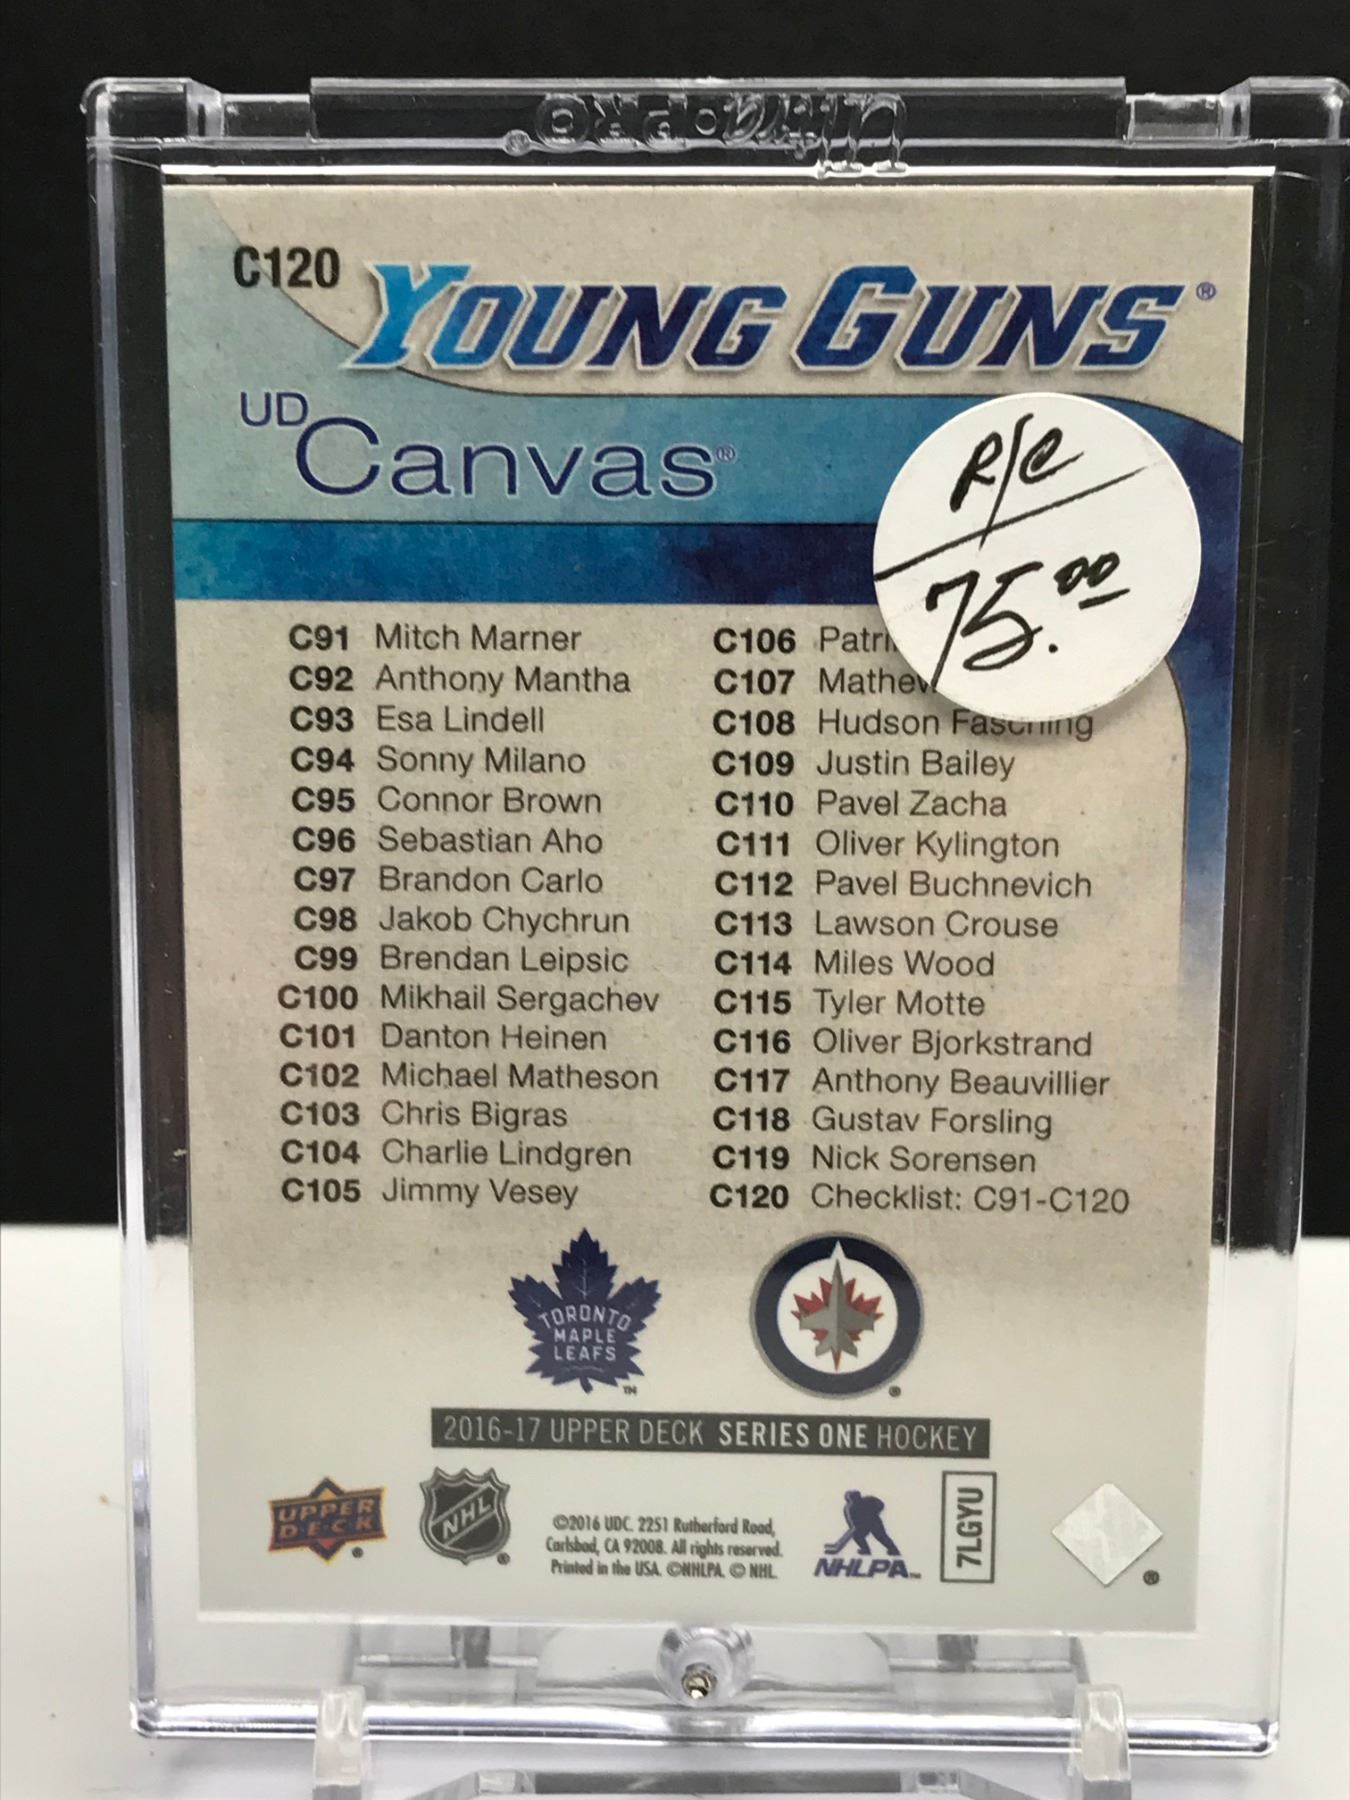 Ultra·PRO®
C120
YOUNG GUNS®
UD Canvas®
R/C
75.00
C91 Mitch Marner
C92 Anthony Mantha
C93 Esa Lindell
C94 Sonny Milano
C95 Connor Brown
C96 Sebastian Aho
C97 Brandon Carlo
C98 Jakob Chychrun
C99 Brendan Leipsic
C100 Mikhail Sergachev
C101 Danton Heinen
C102 Michael Matheson
C103 Chris Bigras
C104 Charlie Lindgren
C105 Jimmy Vesey
C106
C107
C108 Hudson Fasching
C109 Justin Bailey
C110 Pavel Zacha
C111 Oliver Kylington
C112 Pavel Buchnevich
C113 Lawson Crouse
C114 Miles Wood
C115 Tyler Motte
C116 Oliver Bjorkstrand
C117 Anthony Beauvillier
C118 Gustav Forsling
C119 Nick Sorensen
C120 Checklist: C91-C120
TORONTO
MAPLE
LEAFS
™
®
2016-17 UPPER DECK SERIES ONE HOCKEY
UPPER
DECK
®
NHL
®
©2016 UDC. 2251 Rutherford Road,
Carlsbad, CA 92008. All rights reserved.
Printed in the USA. ©NHLPA. © NHL.
NHLPA™
7LGYU
®